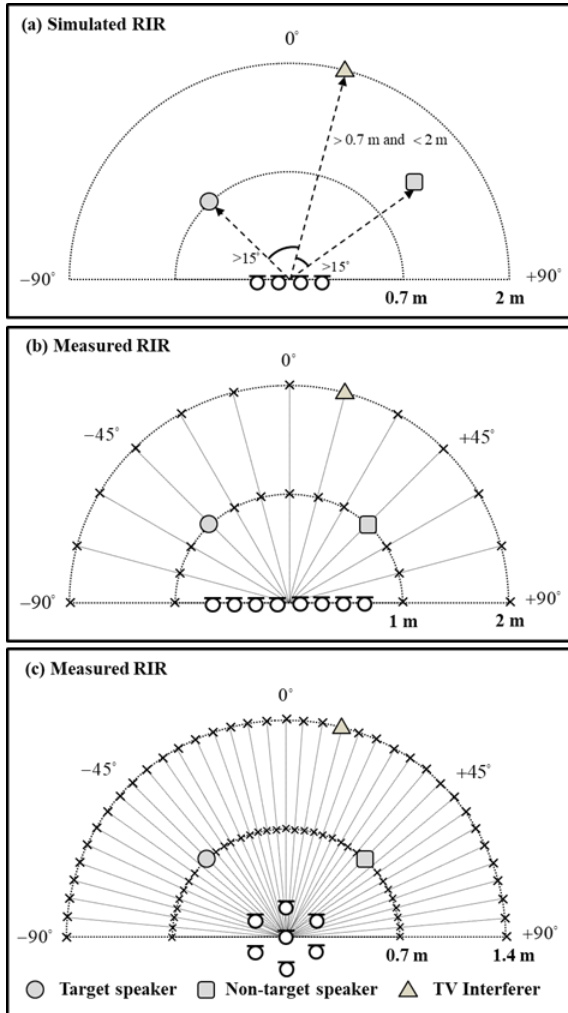 (a) Simulated RIR
0°
> 0.7 m and < 2 m
>15° >15°
−90° 0.7 m 2 m +90°
(b) Measured RIR
0°
−45° +45°
−90° 1 m 2 m +90°
(c) Measured RIR
0°
−45° +45°
−90° 0.7 m 1.4 m +90°
Target speaker Non-target speaker TV Interferer